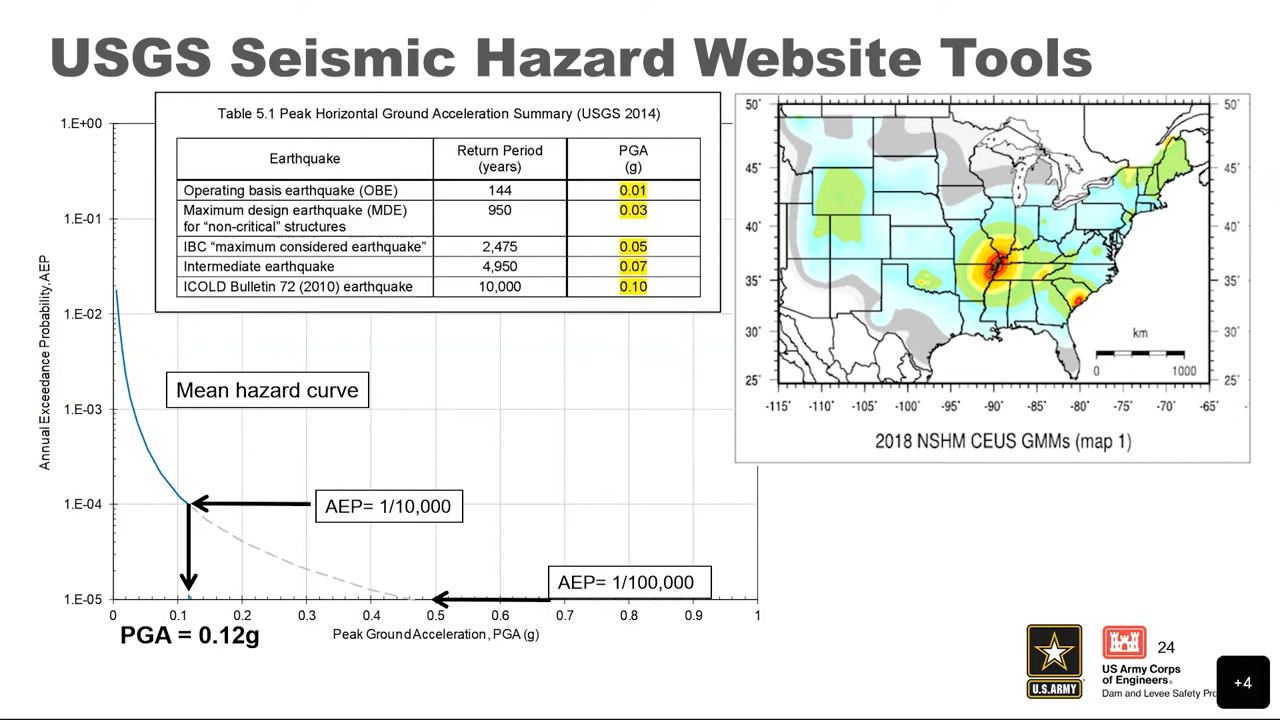 USGS Seismic Hazard Website Tools
Table 5.1 Peak Horizontal Ground Acceleration Summary (USGS 2014)
Earthquake Return Period (years) PGA (g)
Operating basis earthquake (OBE) 144 0.01
Maximum design earthquake (MDE) 950 0.03
for “non-critical” structures
IBC “maximum considered earthquake” 2,475 0.05
Intermediate earthquake 4,950 0.07
ICOLD Bulletin 72 (2010) earthquake 10,000 0.10
1.E+00
1.E-01
1.E-02
1.E-03
1.E-04
1.E-05
Annual Exceedance Probability,AEP
Mean hazard curve
AEP= 1/10,000
AEP= 1/100,000
0 0.1 0.2 0.3 0.4 0.5 0.6 0.7 0.8 0.9 1
PGA = 0.12g
Peak Ground Acceleration, PGA (g)
50° 50°
45° 45°
40° 40°
35° 35°
30° 30°
25° 25°
km
0 1000
-115° -110° -105° -100° -95° -90° -85° -80° -75° -70° -65°
2018 NSHM CEUS GMMs (map 1)
U.S.ARMY
24
US Army Corps
of Engineers®
Dam and Levee Safety Pro
+4